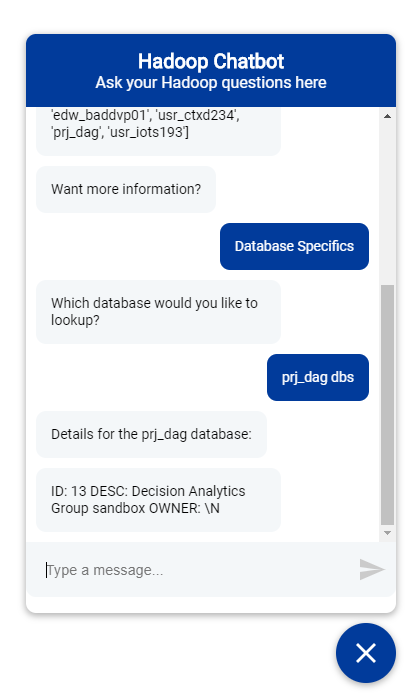 Hadoop Chatbot
Ask your Hadoop questions here
'edw_baddvp01', 'usr_ctxd234',
'prj_dag', 'usr_iots193']
Want more information?
Database Specifics
Which database would you like to
lookup?
prj_dag dbs
Details for the prj_dag database:
ID: 13 DESC: Decision Analytics
Group sandbox OWNER: \N
Type a message...